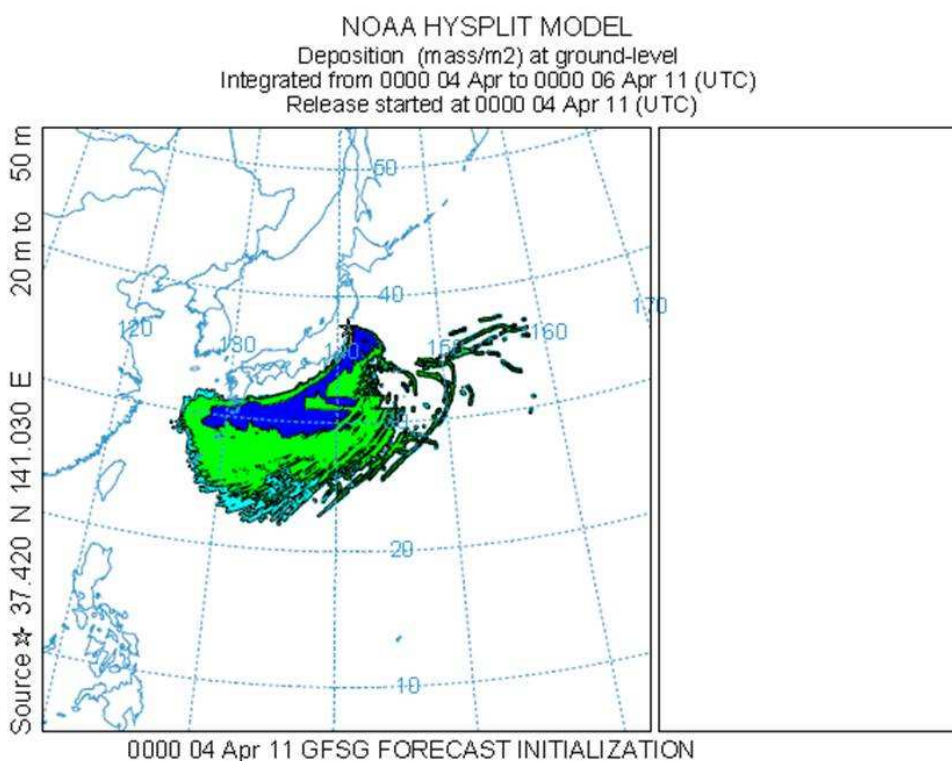 NOAA HYSPLIT MODEL
Deposition (mass/m2) at ground-level
Integrated from 0000 04 Apr to 0000 06 Apr 11 (UTC)
Release started at 0000 04 Apr 11 (UTC)
Source ☆ 37.420 N 141.030 E 20 m to 50 m
50
40
170
120
130
140
150
160
20
10
0000 04 Apr 11 GFSG FORECAST INITIALIZATION